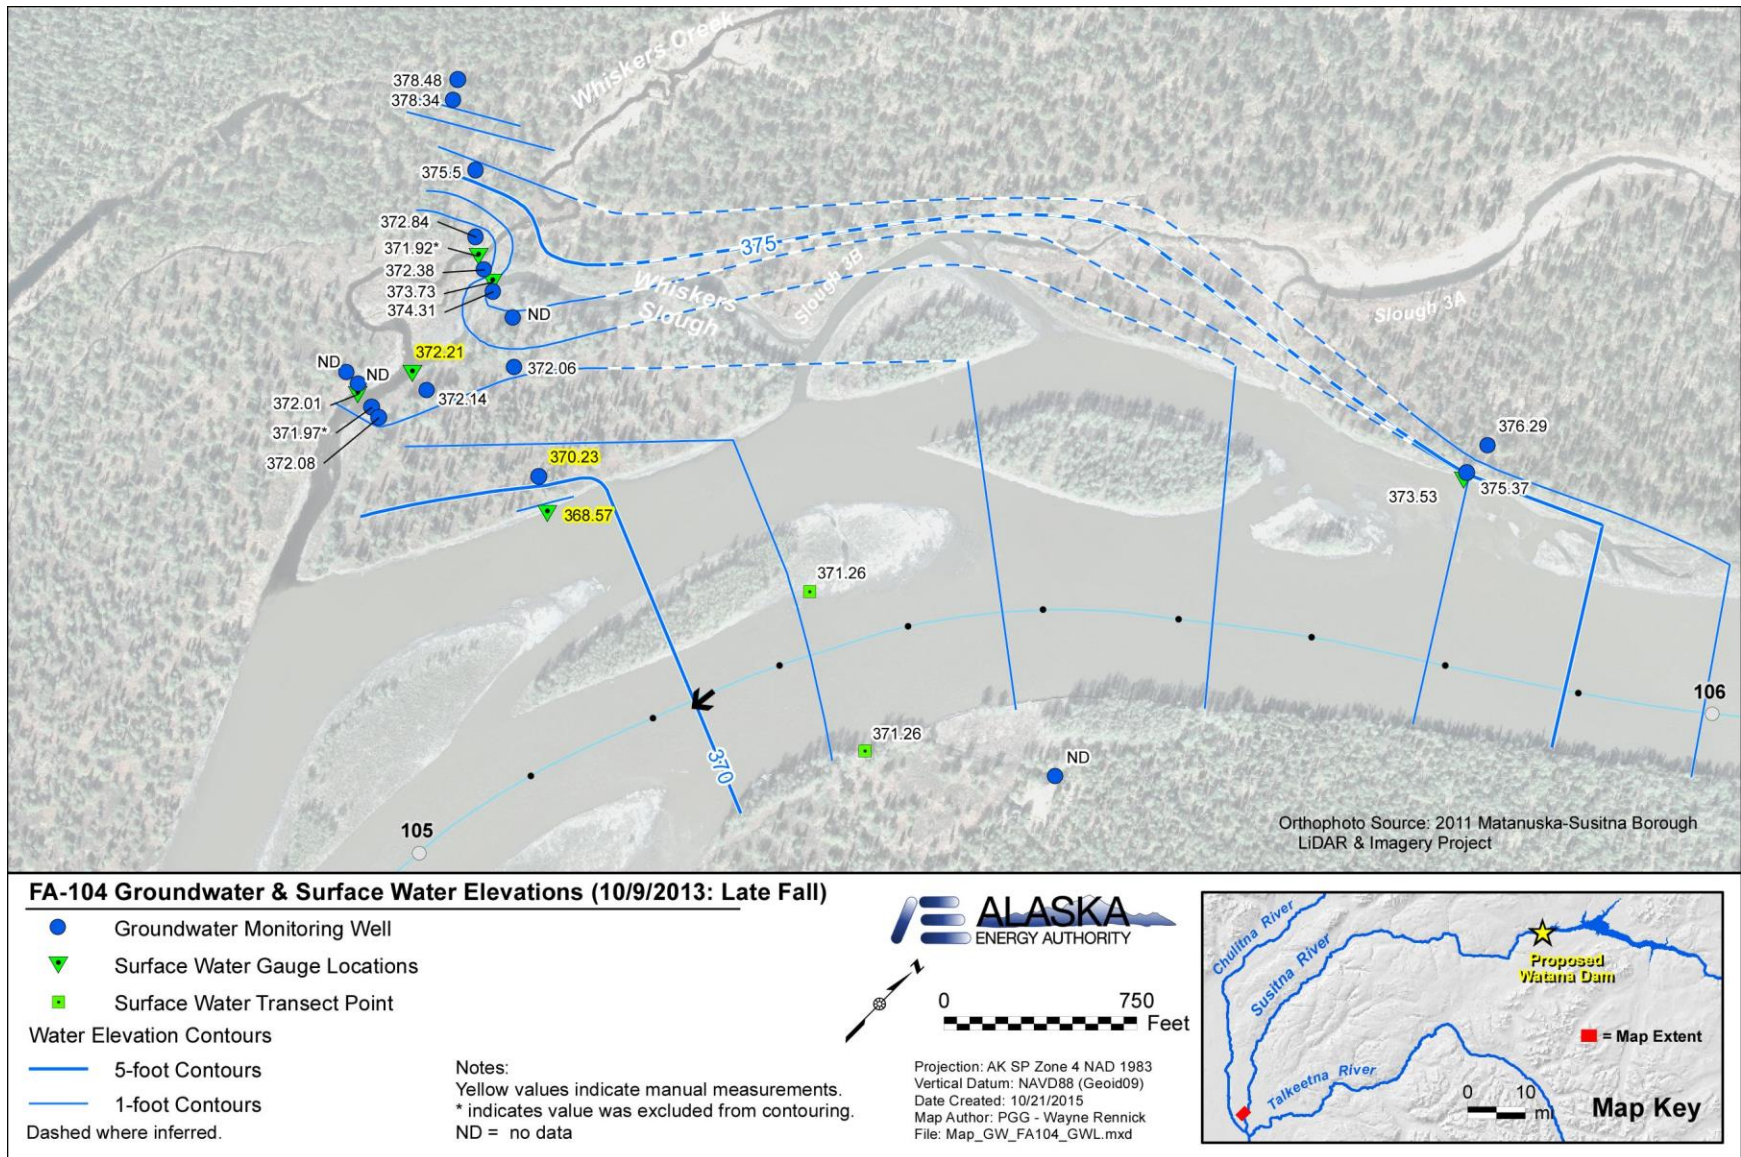 Whiskers Creek
378.48
378.34
375.5
372.84
371.92*
372.38
373.73
374.31
ND
375
Whiskers
Slough
Slough 3B
Slough 3A
372.21
ND
ND
372.06
372.01
372.14
371.97*
372.08
376.29
370.23
373.53
375.37
368.57
371.26
106
371.26
ND
370
105
Orthophoto Source: 2011 Matanuska-Susitna Borough
LiDAR & Imagery Project
FA-104 Groundwater & Surface Water Elevations (10/9/2013: Late Fall)
Groundwater Monitoring Well
Surface Water Gauge Locations
Surface Water Transect Point
Water Elevation Contours
5-foot Contours
1-foot Contours
Dashed where inferred.
Notes:
Yellow values indicate manual measurements.
* indicates value was excluded from contouring.
ND = no data
ALASKA
ENERGY AUTHORITY
N
0 750
Feet
Projection: AK SP Zone 4 NAD 1983
Vertical Datum: NAVD88 (Geoid09)
Date Created: 10/21/2015
Map Author: PGG - Wayne Rennick
File: Map_GW_FA104_GWL.mxd
Chulitna River
Susitna River
Proposed
Watana Dam
= Map Extent
Talkeetna River
0 10
mi
Map Key